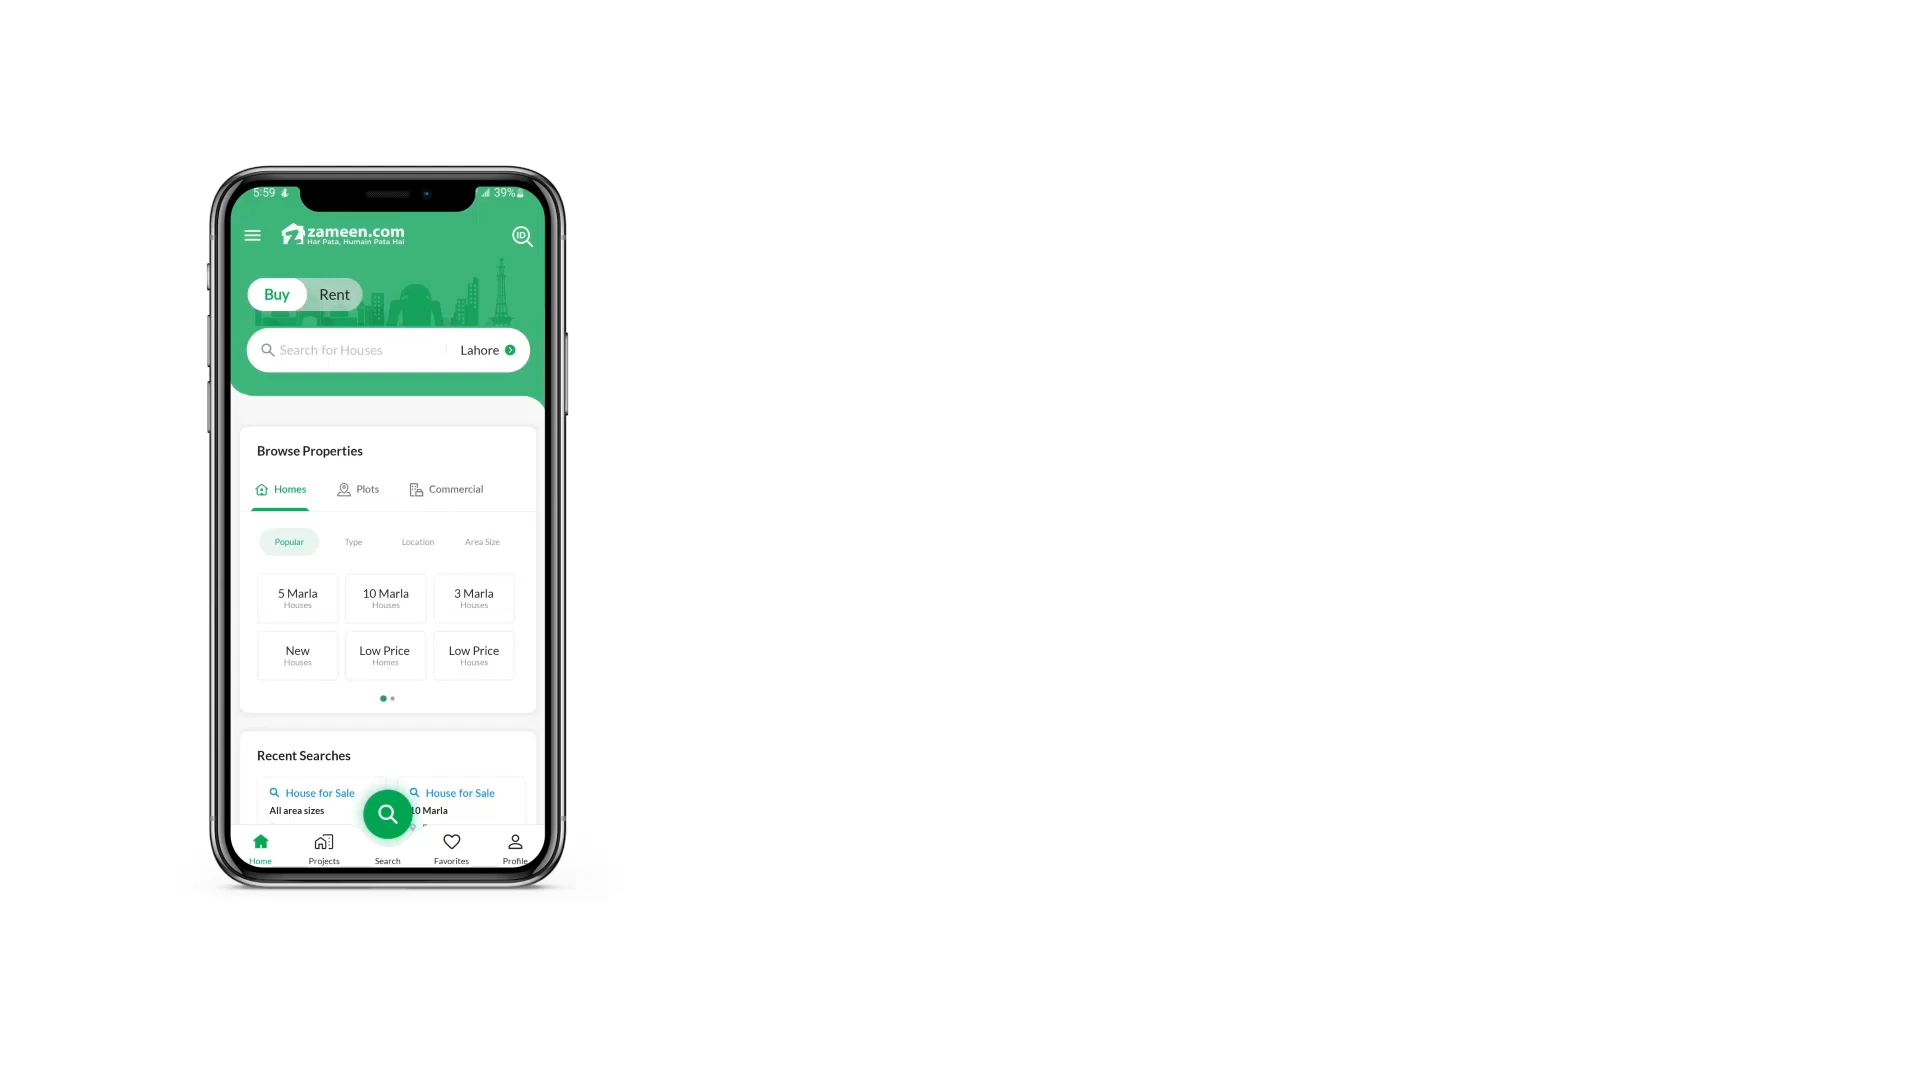 5:59 39%
zameen.com
Har Pata, Humain Pata Hai
ID
Buy Rent
Search for Houses Lahore
Browse Properties
Homes Plots Commercial
Popular Type Location Area Size
5 Marla 10 Marla 3 Marla
Houses Houses Houses
New Low Price Low Price
Houses Homes Houses
Recent Searches
House for Sale House for Sale
All area sizes 10 Marla
Home Projects Search Favorites Profile